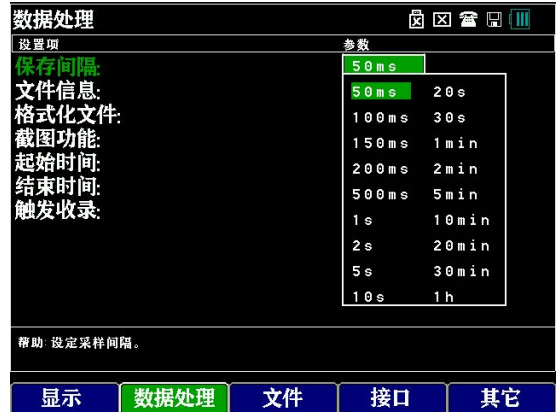 数据处理
设置项 参数
保存间隔: 50ms
文件信息: 50ms 20s
格式化文件: 100ms 30s
截图功能: 150ms 1min
起始时间: 200ms 2min
结束时间: 500ms 5min
触发收录: 1s 10min
2s 20min
5s 30min
10s 1h
帮助: 设定采样间隔。
显示 数据处理 文件 接口 其它